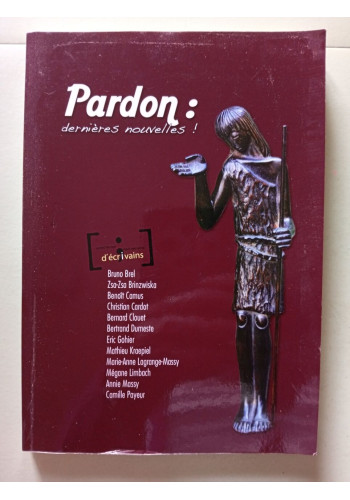 Pardon :
dernières nouvelles !
d'écrivains
Bruno Brel
Zsa-Zsa Brinzwiska
Benoît Camus
Christian Cardot
Bernard Clouet
Bertrand Dumeste
Eric Gohier
Mathieu Kraepiel
Marie-Anne Lagrange-Massy
Mégane Limbach
Annie Massy
Camille Payeur